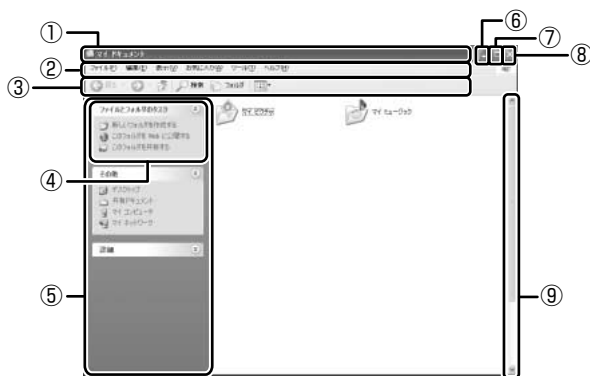 ⑥
⑦
①
⑧
マイ ドキュメント
②
ファイル(F) 編集(E) 表示(V) お気に入り(A) ツール(T) ヘルプ(H)
③
戻る 検索 フォルダ
ファイルとフォルダのタスク
新しいフォルダを作成する
このフォルダを Web に公開する
このフォルダを共有する
マイ ピクチャ
マイ ミュージック
④
その他
デスクトップ
共有ドキュメント
マイ コンピュータ
マイ ネットワーク
詳細
⑤
⑨